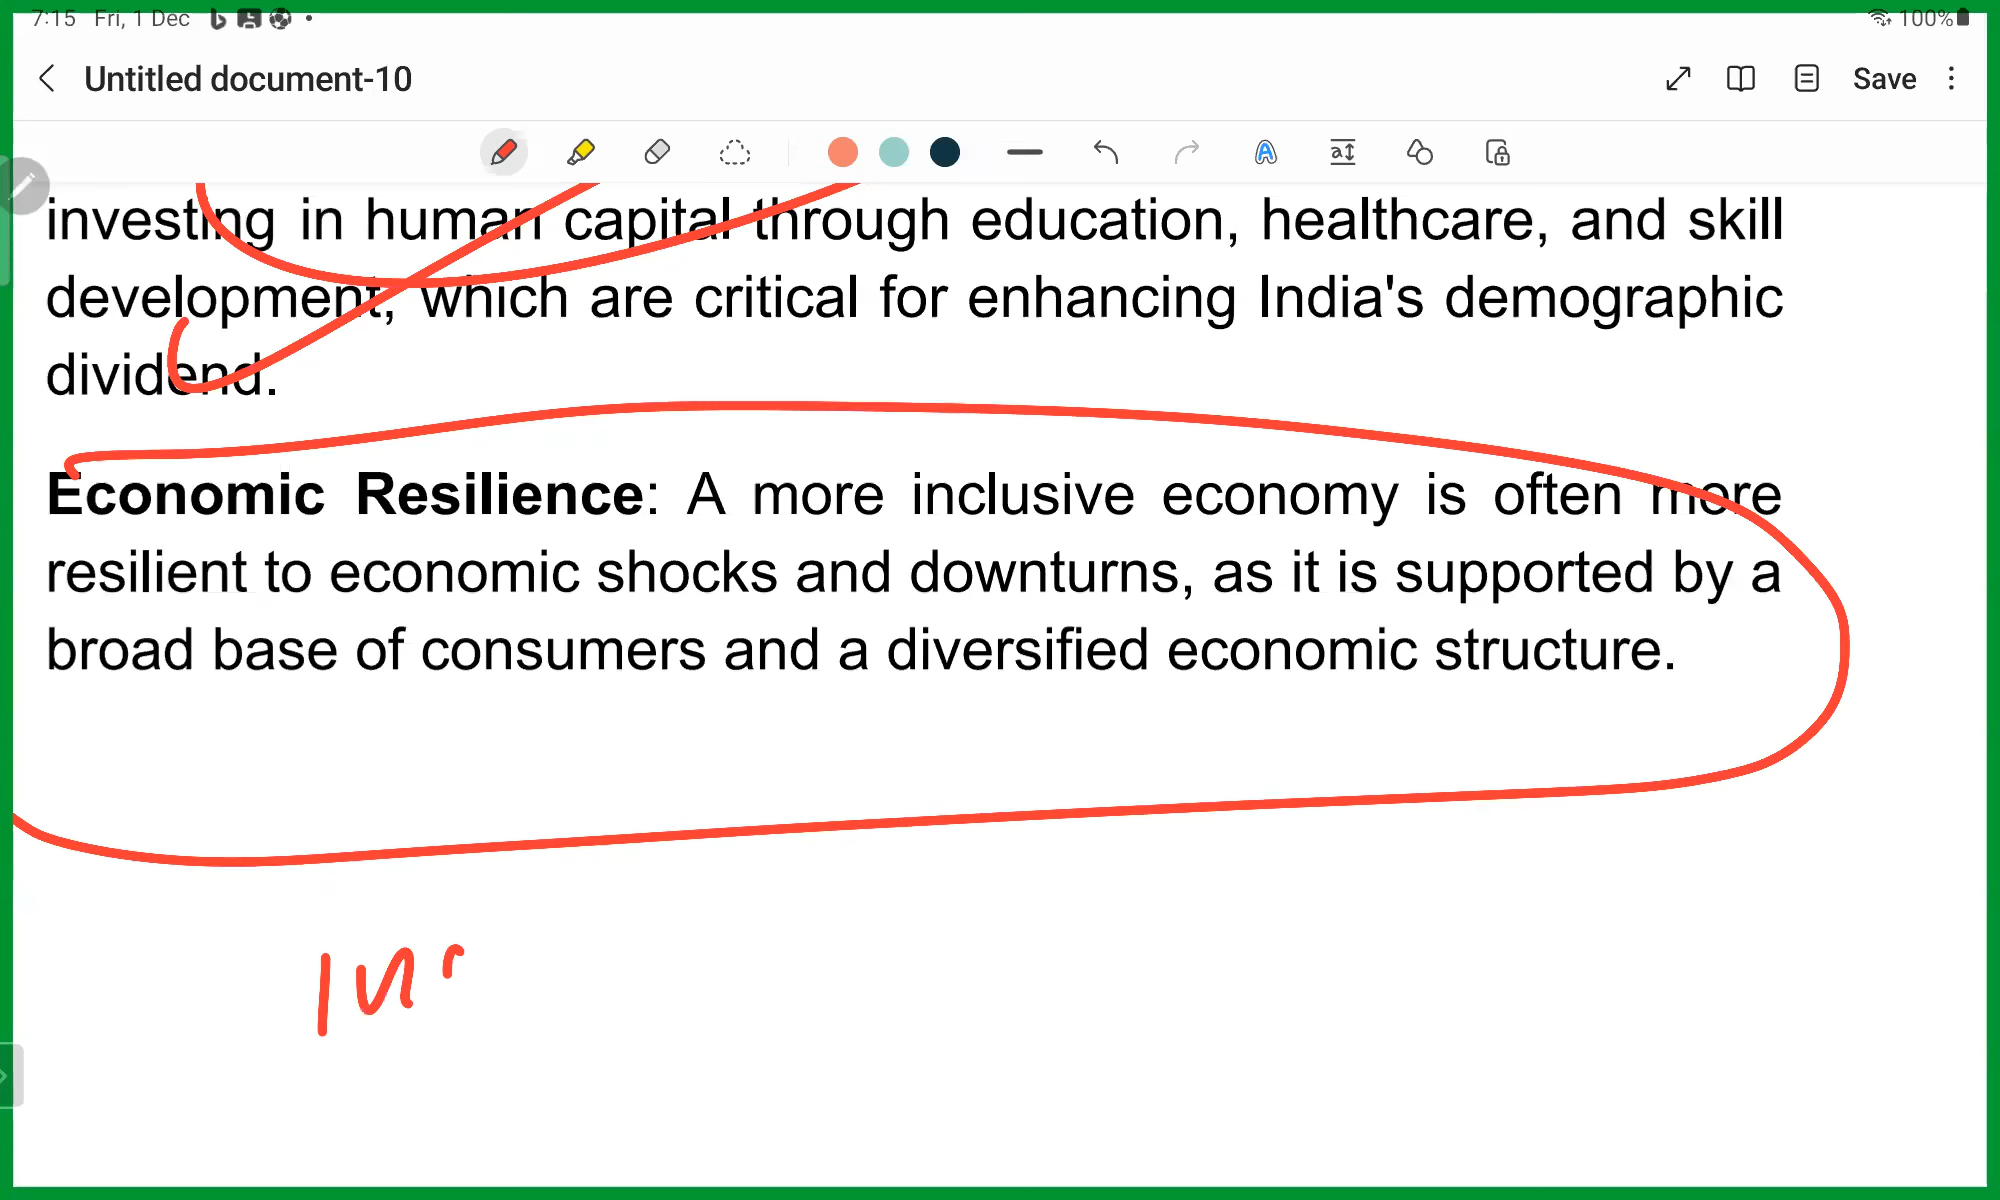 7:15 Fri, 1 Dec 100%
Untitled document-10 Save
investing in human capital through education, healthcare, and skill
development, which are critical for enhancing India's demographic
dividend.
Economic Resilience: A more inclusive economy is often more
resilient to economic shocks and downturns, as it is supported by a
broad base of consumers and a diversified economic structure.